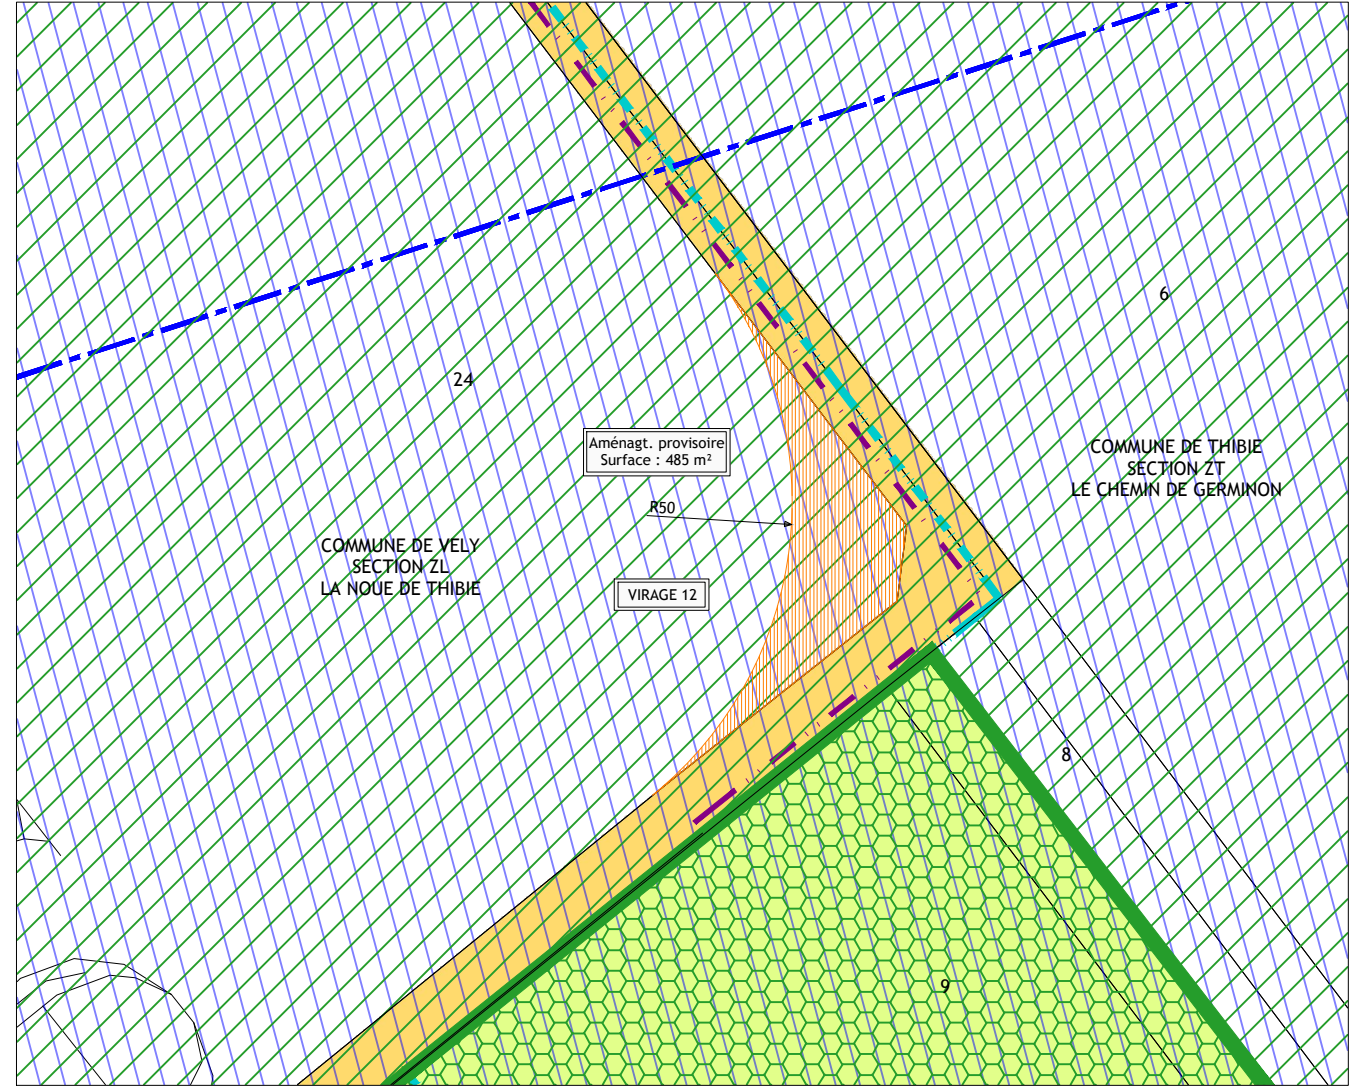 6
24
Aménagt. provisoire
Surface : 485 m²
COMMUNE DE THIBIE
SECTION ZT
LE CHEMIN DE GERMINON
R50
COMMUNE DE VELY
SECTION ZL
LA NOUE DE THIBIE
VIRAGE 12
8
9